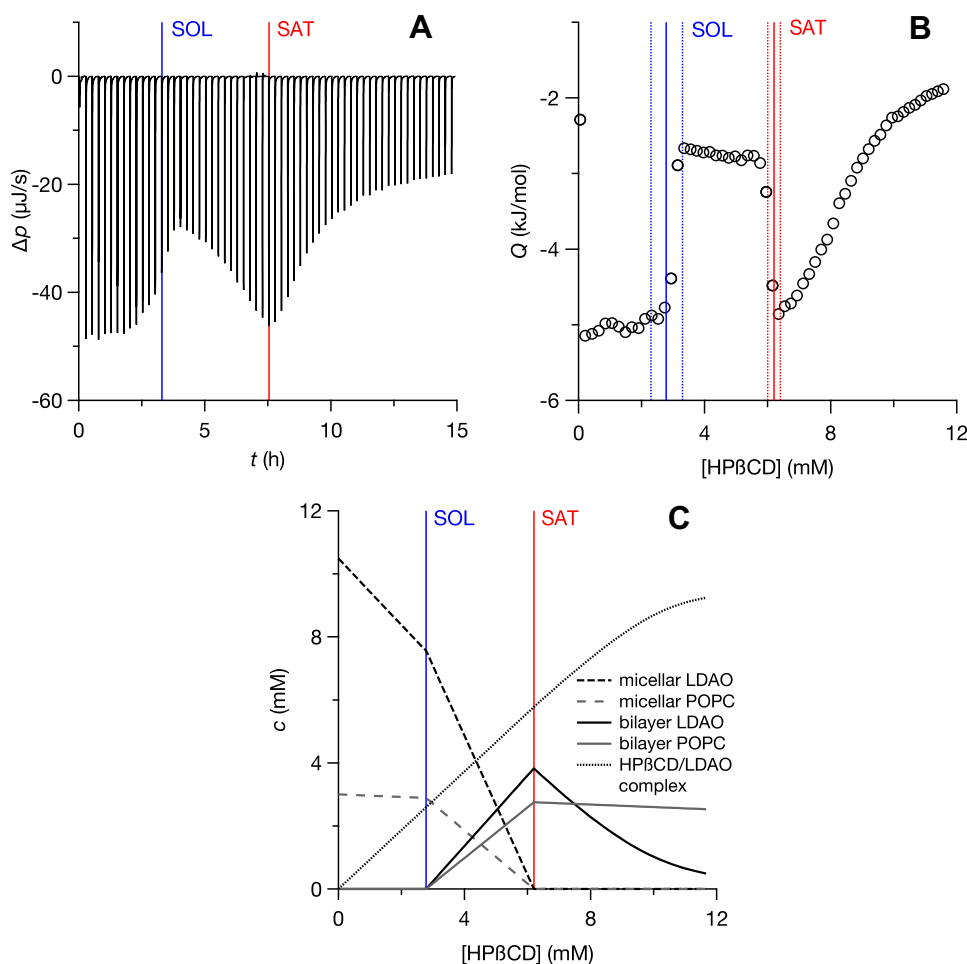 SOL
SAT
A
10
0
-20
-40
-60
Δp (µJ/s)
0
5
10
15
t (h)
SOL
SAT
B
-2
-4
-6
Q (kJ/mol)
0
4
8
12
[HPβCD] (mM)
SOL
SAT
C
12
8
4
0
c (mM)
micellar LDAO
micellar POPC
bilayer LDAO
bilayer POPC
HPβCD/LDAO
complex
0
4
8
12
[HPβCD] (mM)